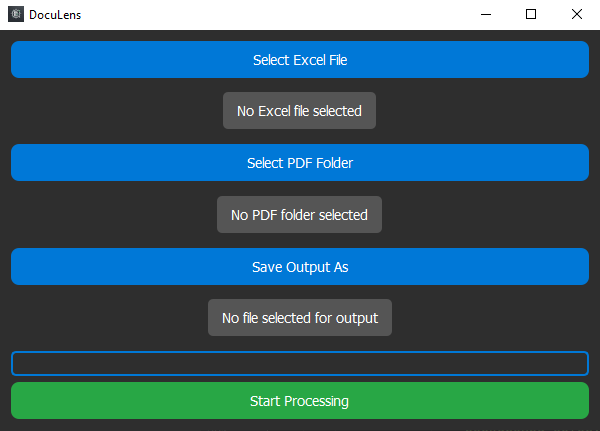 DocuLens
Select Excel File
No Excel file selected
Select PDF Folder
No PDF folder selected
Save Output As
No file selected for output
Start Processing